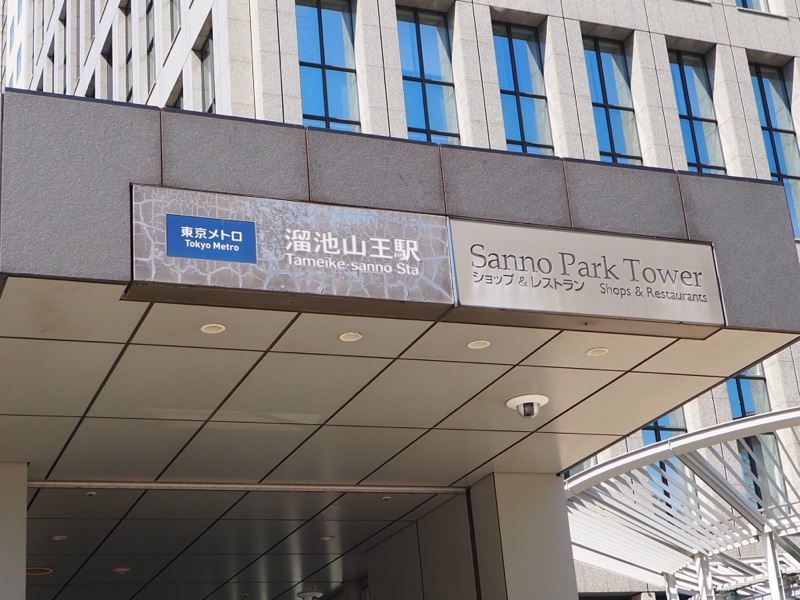 東京メトロ
Tokyo Metro
溜池山王駅
Tameike-sanno Sta
Sanno Park Tower
ショップ & レストラン Shops & Restaurants